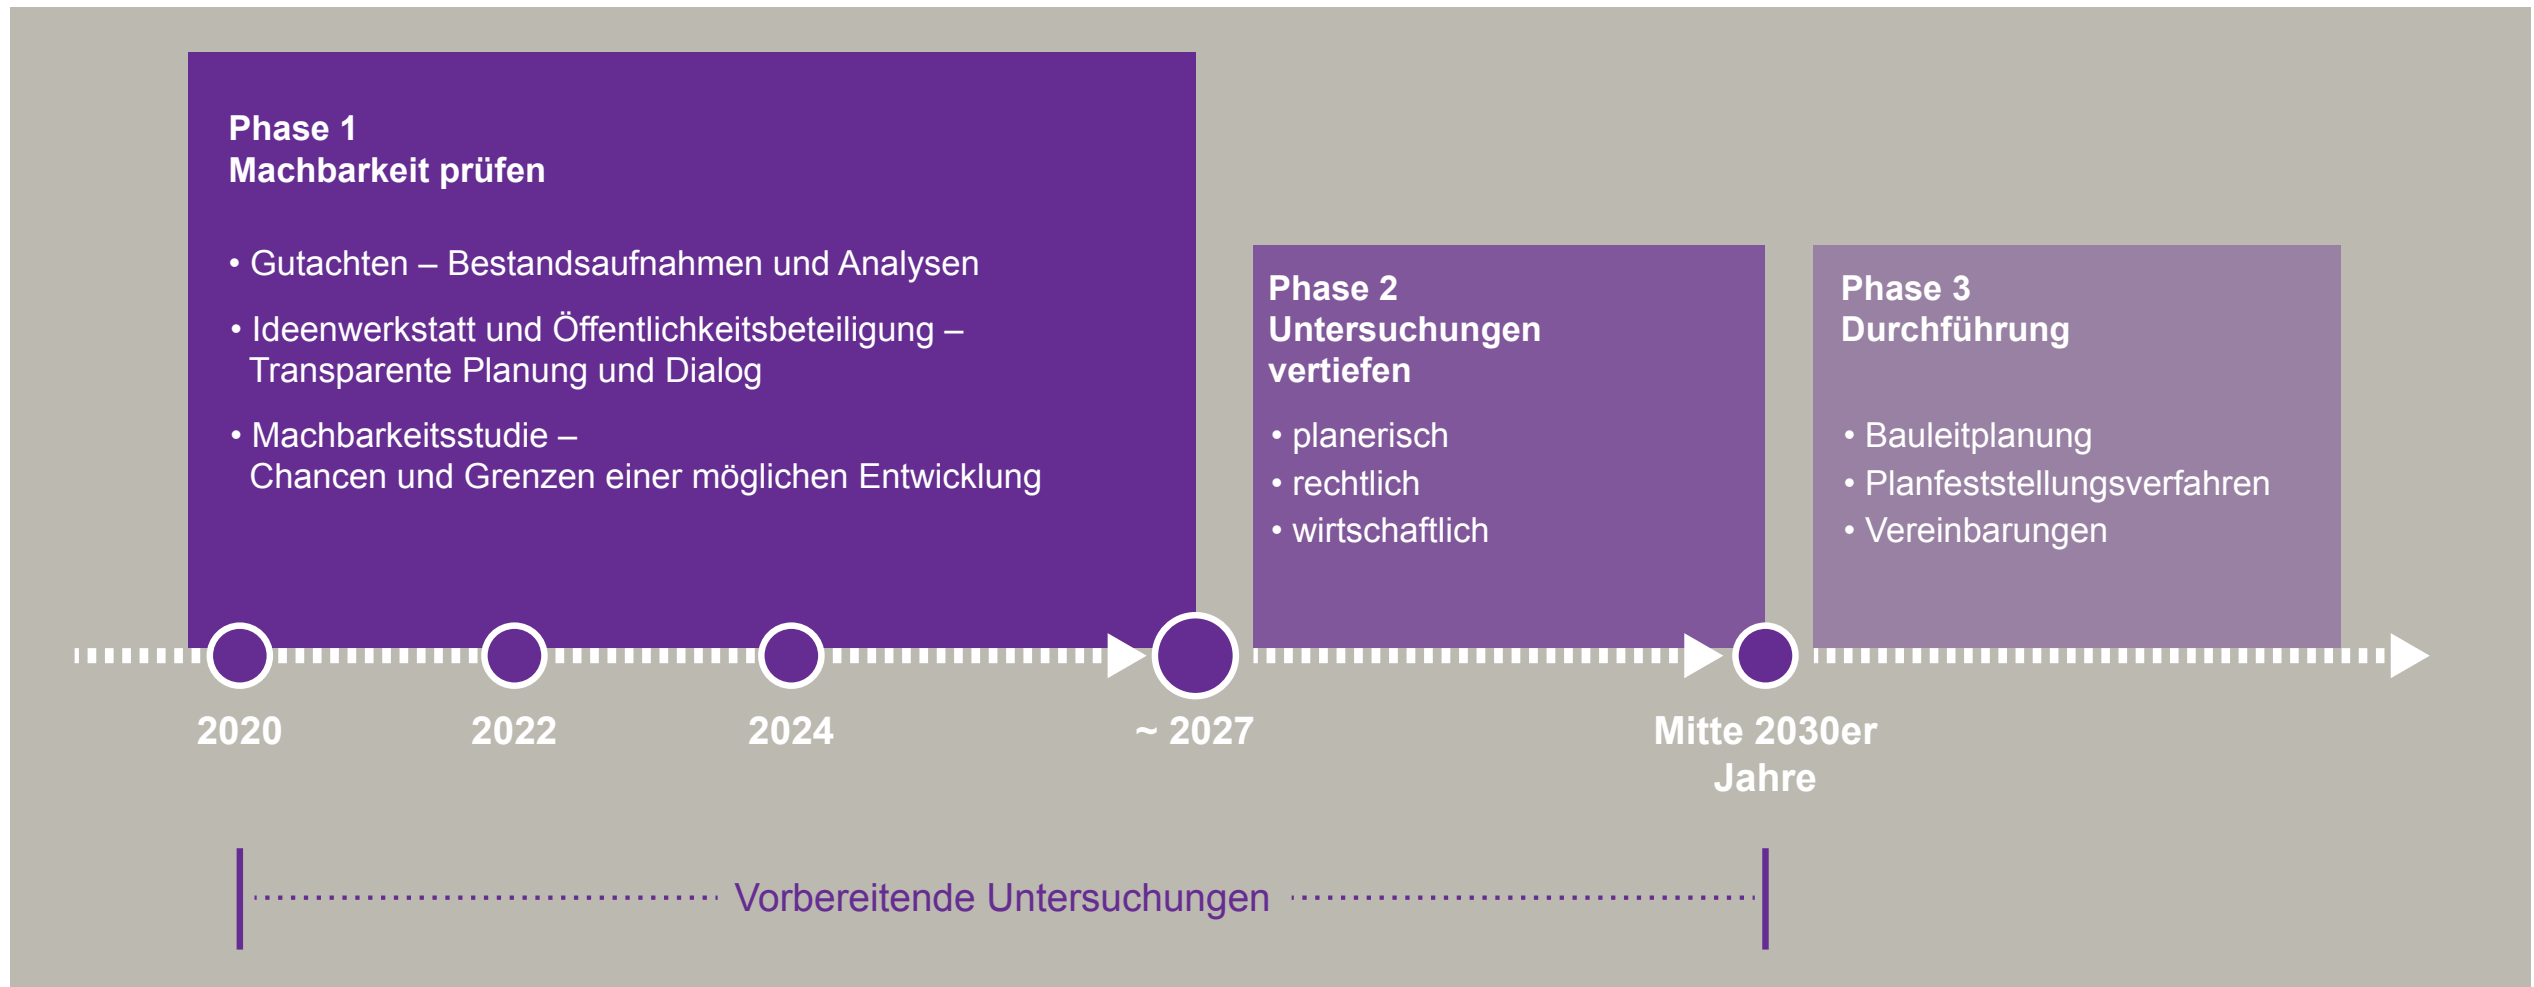 Phase 1
Machbarkeit prüfen
• Gutachten – Bestandsaufnahmen und Analysen
• Ideenwerkstatt und Öffentlichkeitsbeteiligung –
Transparente Planung und Dialog
• Machbarkeitsstudie –
Chancen und Grenzen einer möglichen Entwicklung
Phase 2
Untersuchungen
vertiefen
• planerisch
• rechtlich
• wirtschaftlich
Phase 3
Durchführung
• Bauleitplanung
• Planfeststellungsverfahren
• Vereinbarungen
2020
2022
2024
~ 2027
Mitte 2030er
Jahre
Vorbereitende Untersuchungen